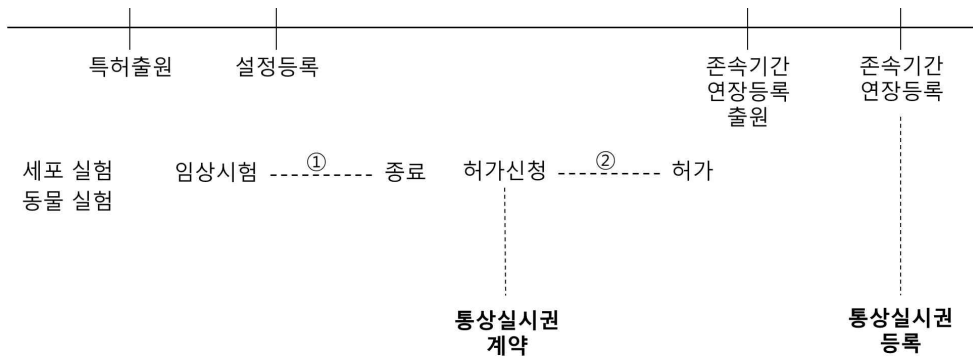 특허출원
설정등록
존속기간
연장등록
출원
존속기간
연장등록
세포 실험
동물 실험
임상시험
①
종료
허가신청
②
허가
통상실시권
계약
통상실시권
등록